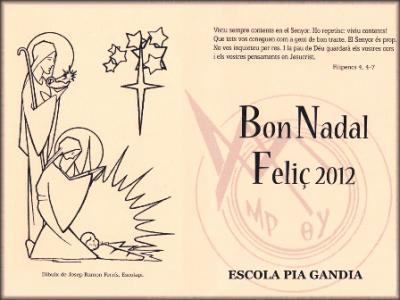 Viviu sempre contents en el Senyor. Ho repeteixo: viviu contents!
Que tots vos coneguen com a gent de bon tracte. El Senyor és prop.
No vos inquieteu per res. I la pau de Déu guardarà els vostres cors
i els vostres pensaments en Jesucrist.
Filipencs 4, 4-7
Bon Nadal
Feliç 2012
MP ΘΥ
Dibuix de Josep Ramon Ferrís, Escolapi.
ESCOLA PIA GANDIA